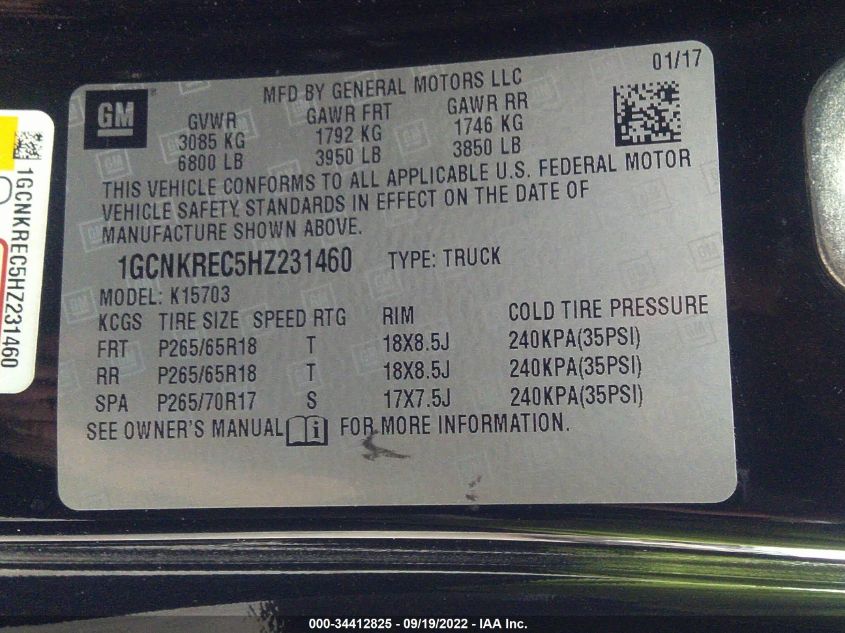 01/17
MFD BY GENERAL MOTORS LLC
GM
GVWR GAWR FRT GAWR RR
3085 KG 1792 KG 1746 KG
6800 LB 3950 LB 3850 LB
THIS VEHICLE CONFORMS TO ALL APPLICABLE U.S. FEDERAL MOTOR
VEHICLE SAFETY STANDARDS IN EFFECT ON THE DATE OF
MANUFACTURE SHOWN ABOVE.
1GCNKREC5HZ231460 TYPE: TRUCK
MODEL: K15703
KCGS TIRE SIZE SPEED RTG RIM COLD TIRE PRESSURE
FRT P265/65R18 T 18X8.5J 240KPA(35PSI)
RR P265/65R18 T 18X8.5J 240KPA(35PSI)
SPA P265/70R17 S 17X7.5J 240KPA(35PSI)
SEE OWNER'S MANUAL i FOR MORE INFORMATION.
1GCNKREC5HZ231460
000-34412825 - 09/19/2022 - IAA Inc.